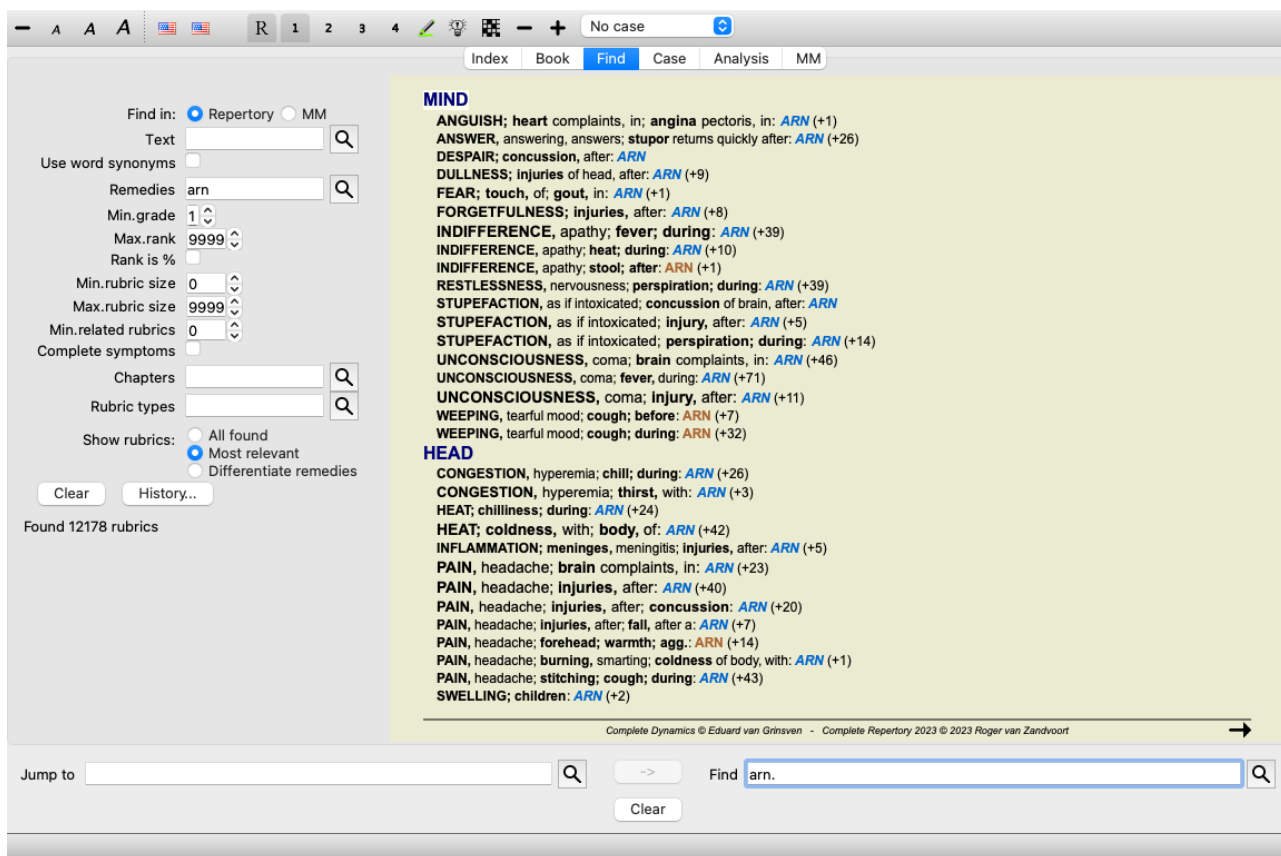 A A A R 1 2 3 4 No case
Index Book Find Case Analysis MM
Find in: Repertory MM
Text
Use word synonyms
Remedies arn
Min.grade 1
Max.rank 9999
Rank is %
Min.rubric size 0
Max.rubric size 9999
Min.related rubrics 0
Complete symptoms
Chapters
Rubric types
Show rubrics: All found
Most relevant
Differentiate remedies
Clear History...
Found 12178 rubrics
MIND
ANGUISH; heart complaints, in; angina pectoris, in: ARN (+1)
ANSWER, answering, answers; stupor returns quickly after: ARN (+26)
DESPAIR; concussion, after: ARN
DULLNESS; injuries of head, after: ARN (+9)
FEAR; touch, of; gout, in: ARN (+1)
FORGETFULNESS; injuries, after: ARN (+8)
INDIFFERENCE, apathy; fever; during: ARN (+39)
INDIFFERENCE, apathy; heat; during: ARN (+10)
INDIFFERENCE, apathy; stool; after: ARN (+1)
RESTLESSNESS, nervousness; perspiration; during: ARN (+39)
STUPEFACTION, as if intoxicated; concussion of brain, after: ARN
STUPEFACTION, as if intoxicated; injury, after: ARN (+5)
STUPEFACTION, as if intoxicated; perspiration; during: ARN (+14)
UNCONSCIOUSNESS, coma; brain complaints, in: ARN (+46)
UNCONSCIOUSNESS, coma; fever, during: ARN (+71)
UNCONSCIOUSNESS, coma; injury, after: ARN (+11)
WEEPING, tearful mood; cough; before: ARN (+7)
WEEPING, tearful mood; cough; during: ARN (+32)
HEAD
CONGESTION, hyperemia; chill; during: ARN (+26)
CONGESTION, hyperemia; thirst, with: ARN (+3)
HEAT; chilliness; during: ARN (+24)
HEAT; coldness, with; body, of: ARN (+42)
INFLAMMATION; meninges, meningitis; injuries, after: ARN (+5)
PAIN, headache; brain complaints, in: ARN (+23)
PAIN, headache; injuries, after: ARN (+40)
PAIN, headache; injuries, after; concussion: ARN (+20)
PAIN, headache; injuries, after; fall, after a: ARN (+7)
PAIN, headache; forehead; warmth; agg.: ARN (+14)
PAIN, headache; burning, smarting; coldness of body, with: ARN (+1)
PAIN, headache; stitching; cough; during: ARN (+43)
SWELLING; children: ARN (+2)
Complete Dynamics © Eduard van Grinsven - Complete Repertory 2023 © 2023 Roger van Zandvoort
Jump to -> Find arn.
Clear